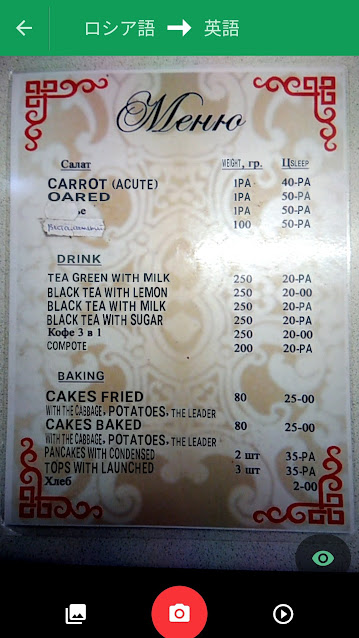 ロシア語 → 英語
Меню
Салат WEIGHT, гр. ЦSLEEP
CARROT (ACUTE) 1PA 40-PA
OARED 1PA 50-PA
ье 1PA 50-PA
100 50-PA
DRINK
TEA GREEN WITH MILK 250 20-PA
BLACK TEA WITH LEMON 250 20-00
BLACK TEA WITH MILK 250 20-PA
BLACK TEA WITH SUGAR 250 20-PA
Кофе 3 в 1 250 20-00
COMPOTE 200 20-PA
BAKING
CAKES FRIED 80 25-00
WITH THE CABBAGE, POTATOES, THE LEADER
CAKES BAKED 80 25-00
WITH THE CABBAGE, POTATOES, THE LEADER
PANCAKES WITH CONDENSED 2 шт 35-PA
TOPS WITH LAUNCHED 3 шт 35-PA
Хлеб 2-00